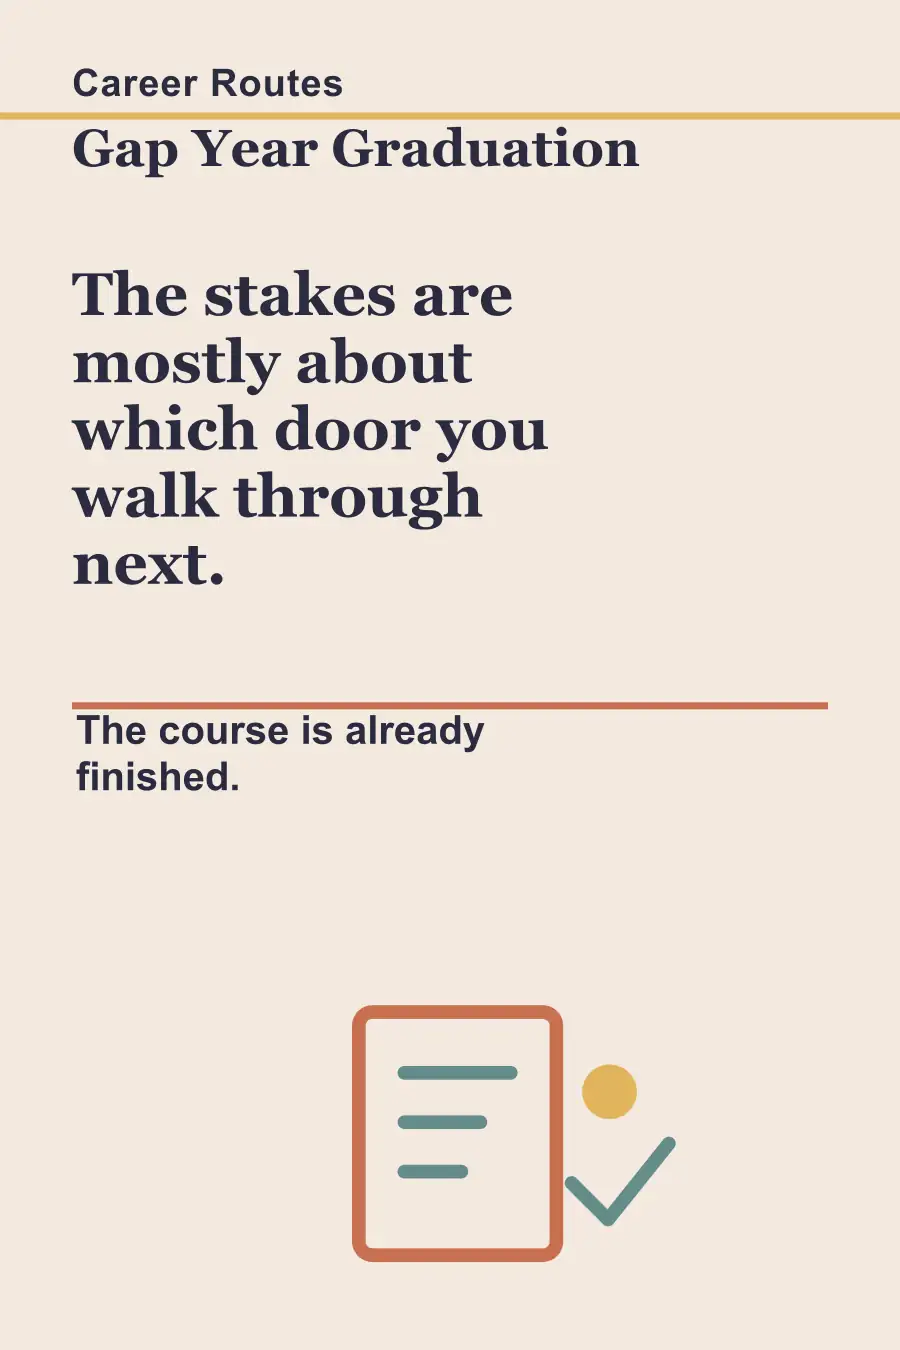 Career Routes
Gap Year Graduation
The stakes are
mostly about
which door you
walk through
next.
The course is already
finished.